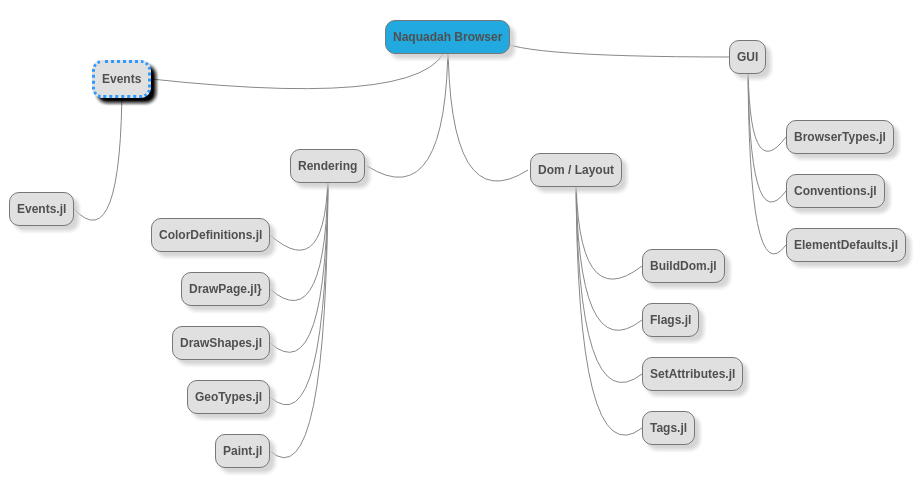 Naquadah Browser
Events
Events.jl
Rendering
ColorDefinitions.jl
DrawPage.jl}
DrawShapes.jl
GeoTypes.jl
Paint.jl
Dom / Layout
BuildDom.jl
Flags.jl
SetAttributes.jl
Tags.jl
GUI
BrowserTypes.jl
Conventions.jl
ElementDefaults.jl